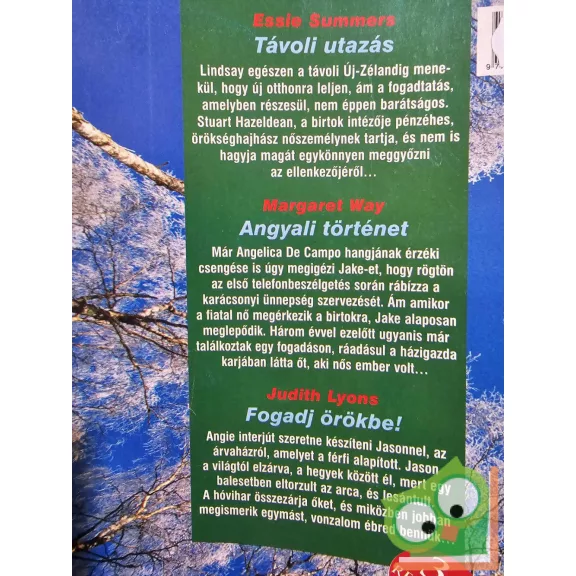 Essie Summers
Távoli utazás
Lindsay egészen a távoli Új-Zélandig mene-
kül, hogy új otthonra leljen, ám a fogadtatás,
amelyben részesül, nem éppen barátságos.
Stuart Hazeldean, a birtok intézője pénzéhes,
örökséghajhász nőszemélynek tartja, és nem is
hagyja magát egykönnyen meggyőzni
az ellenkezőjéről...
Margaret Way
Angyali történet
Már Angelica De Campo hangjának érzéki
csengése is úgy megigézi Jake-et, hogy rögtön
az első telefonbeszélgetés során rábízza a
karácsonyi ünnepség szervezését. Ám amikor
a fiatal nő megérkezik a birtokra, Jake alaposan
meglepődik. Három évvel ezelőtt ugyanis már
találkoztak egy fogadáson, ráadásul a házigazda
karjában látta őt, aki nős ember volt...
Judith Lyons
Fogadj örökbe!
Angie interjút szeretne készíteni Jasonnel, az
árvaházról, amelyet a férfi alapított. Jason
a világtól elzárva, a hegyek között él, mert egy
balesetben eltorzult az arca, és lesántult.
A hóvihar összezárja őket, és miközben jobban
megismerik egymást, vonzalom ébred bennük...